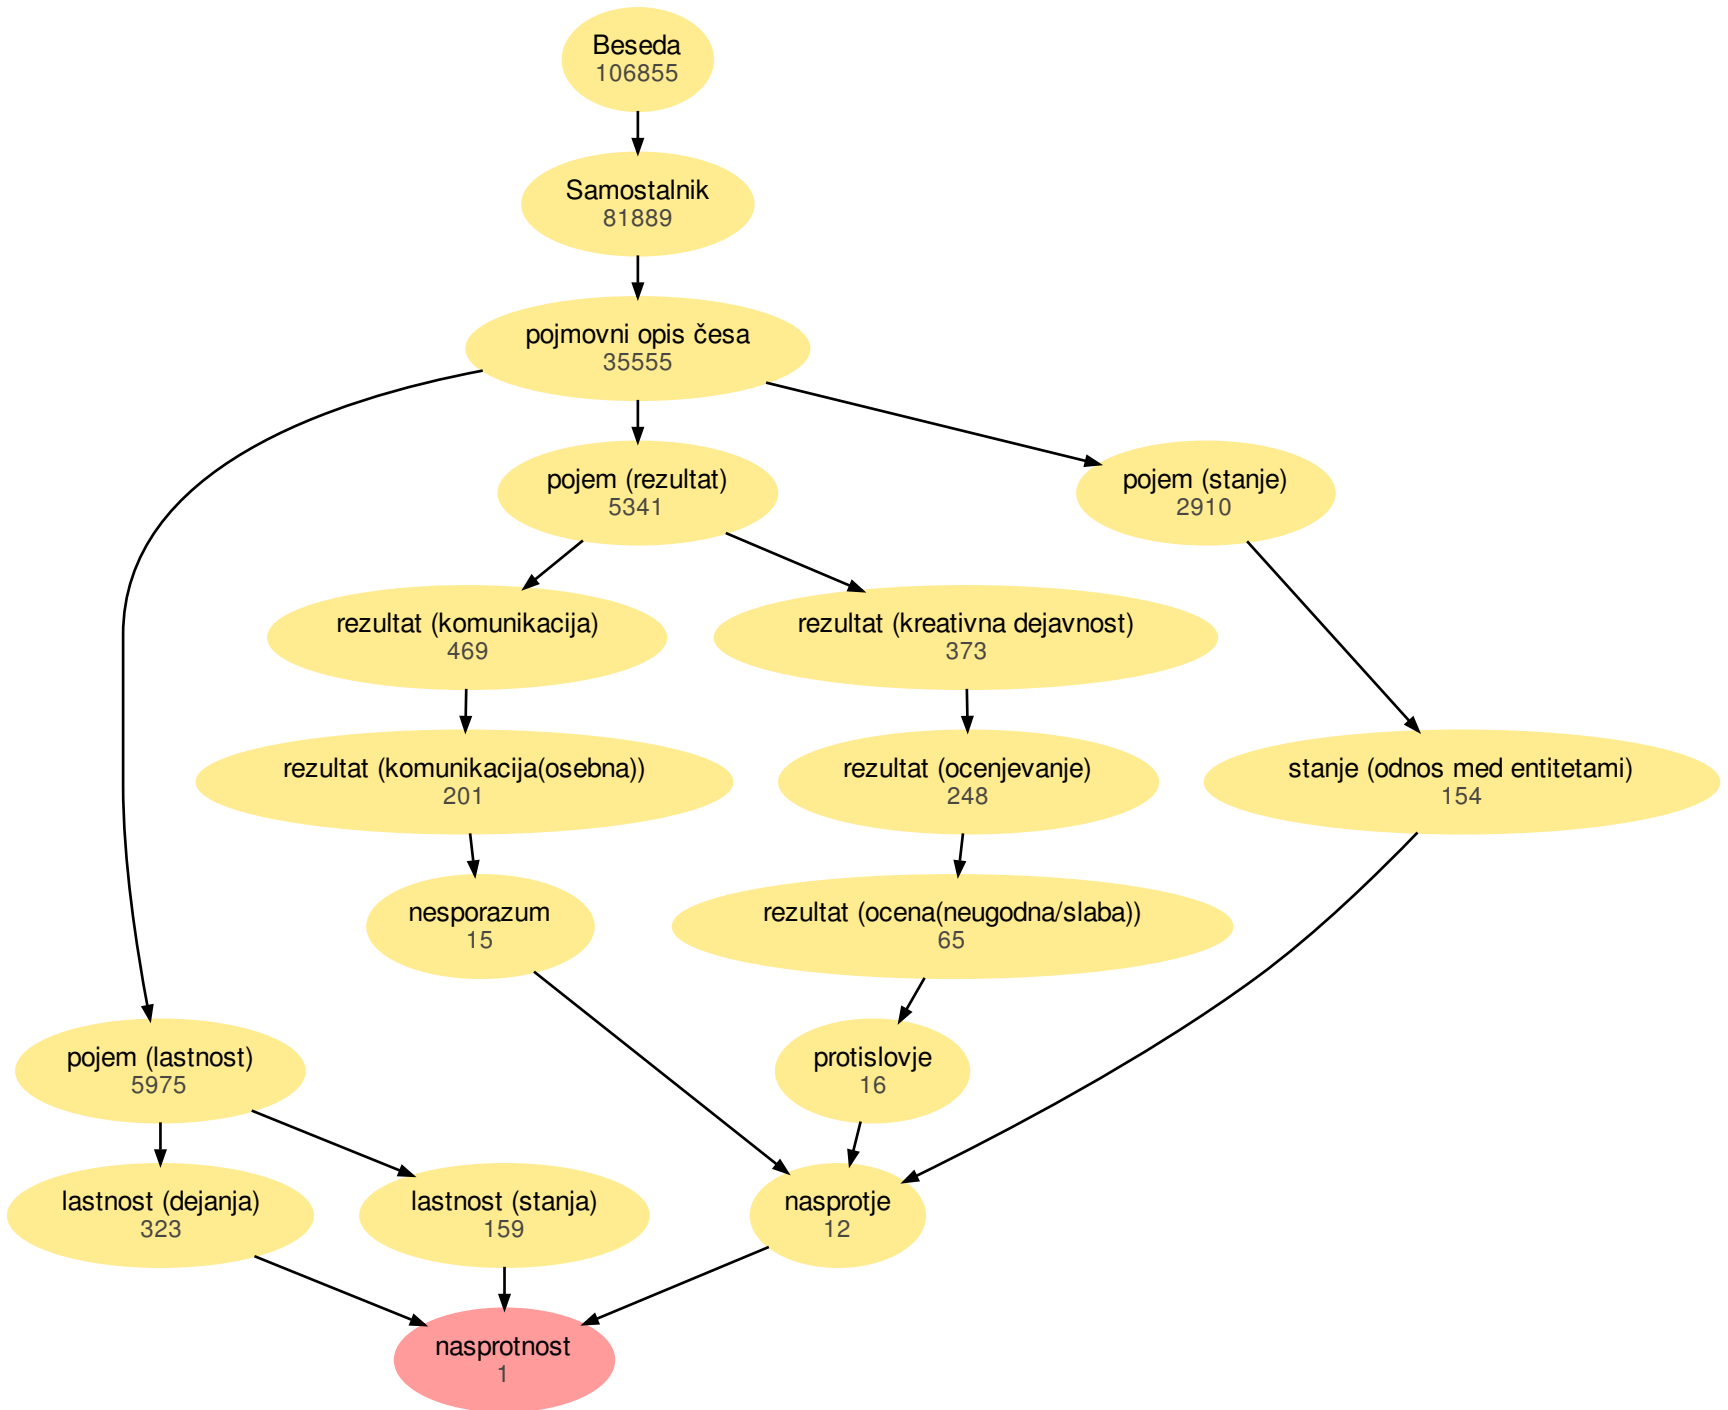 Beseda
106855
Samostalnik
81889
pojmovni opis česa
35555
pojem (rezultat)
5341
pojem (stanje)
2910
rezultat (komunikacija)
469
rezultat (kreativna dejavnost)
373
rezultat (komunikacija(osebna))
201
rezultat (ocenjevanje)
248
stanje (odnos med entitetami)
154
nesporazum
15
rezultat (ocena(neugodna/slaba))
65
pojem (lastnost)
5975
protislovje
16
lastnost (dejanja)
323
lastnost (stanja)
159
nasprotje
12
nasprotnost
1